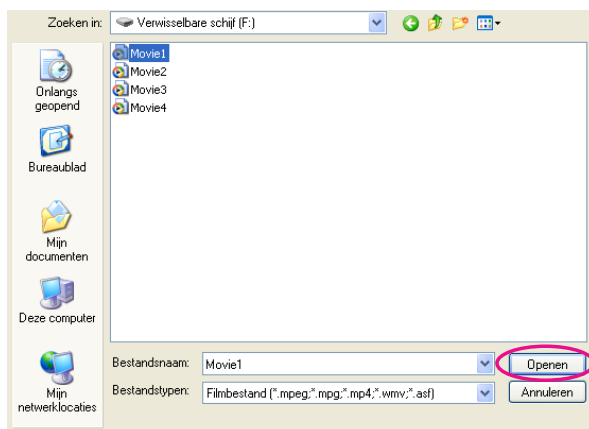 Zoeken in:
Verwisselbare schijf (F:)
Onlangs
geopend
Bureaublad
Mijn
documenten
Deze computer
Mijn
netwerklocaties
Movie1
Movie2
Movie3
Movie4
Bestandsnaam:
Movie1
Openen
Bestandstypen:
Filmbestand (*.mpeg;*.mpg;*.mp4;*.wmv;*.asf)
Annuleren